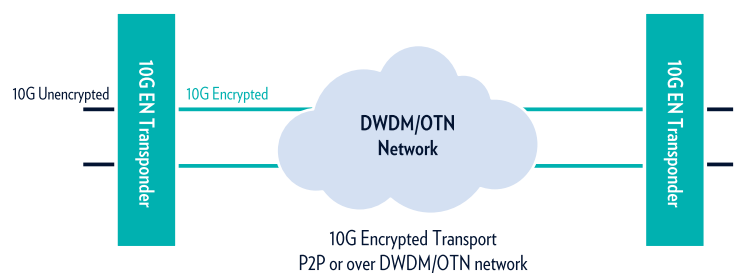 10G Unencrypted
10G EN Transponder
10G Encrypted
DWDM/OTN
Network
10G EN Transponder
10G Encrypted Transport
P2P or over DWDM/OTN network